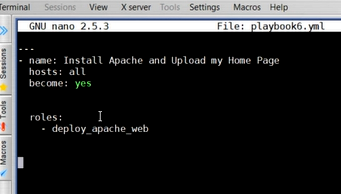 Terminal Sessions View X server Tools Settings Macros Help
GNU nano 2.5.3 File: playbook6.yml
---
- name: Install Apache and Upload my Home Page
hosts: all
become: yes
roles:
- deploy_apache_web
Sessions
Tools
Macros